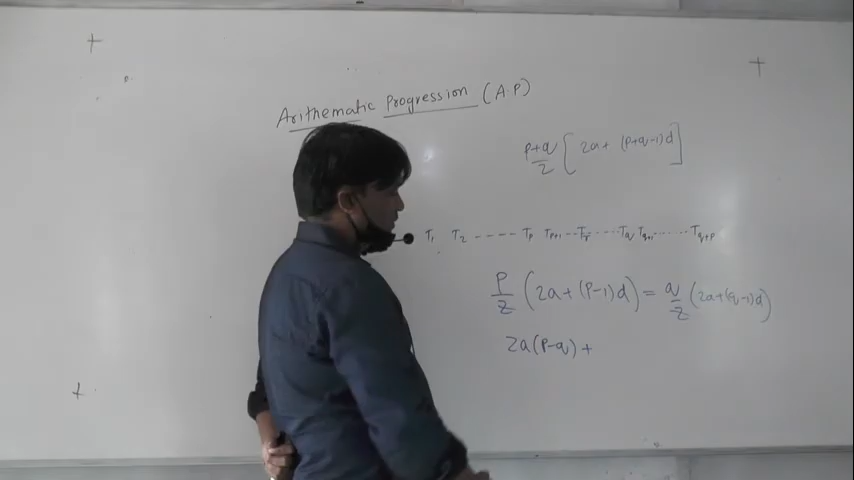 Arithematic Progression (A.P)
p+q/2 [ 2a + (p+q-1)d ]
T1 T2 ---- Tp Tp+1 --Tr---- Tq Tq+1 ------ Tq+p
P/2 (2a+(P-1)d) = q/2 (2a+(q-1)d)
2a(p-q) +